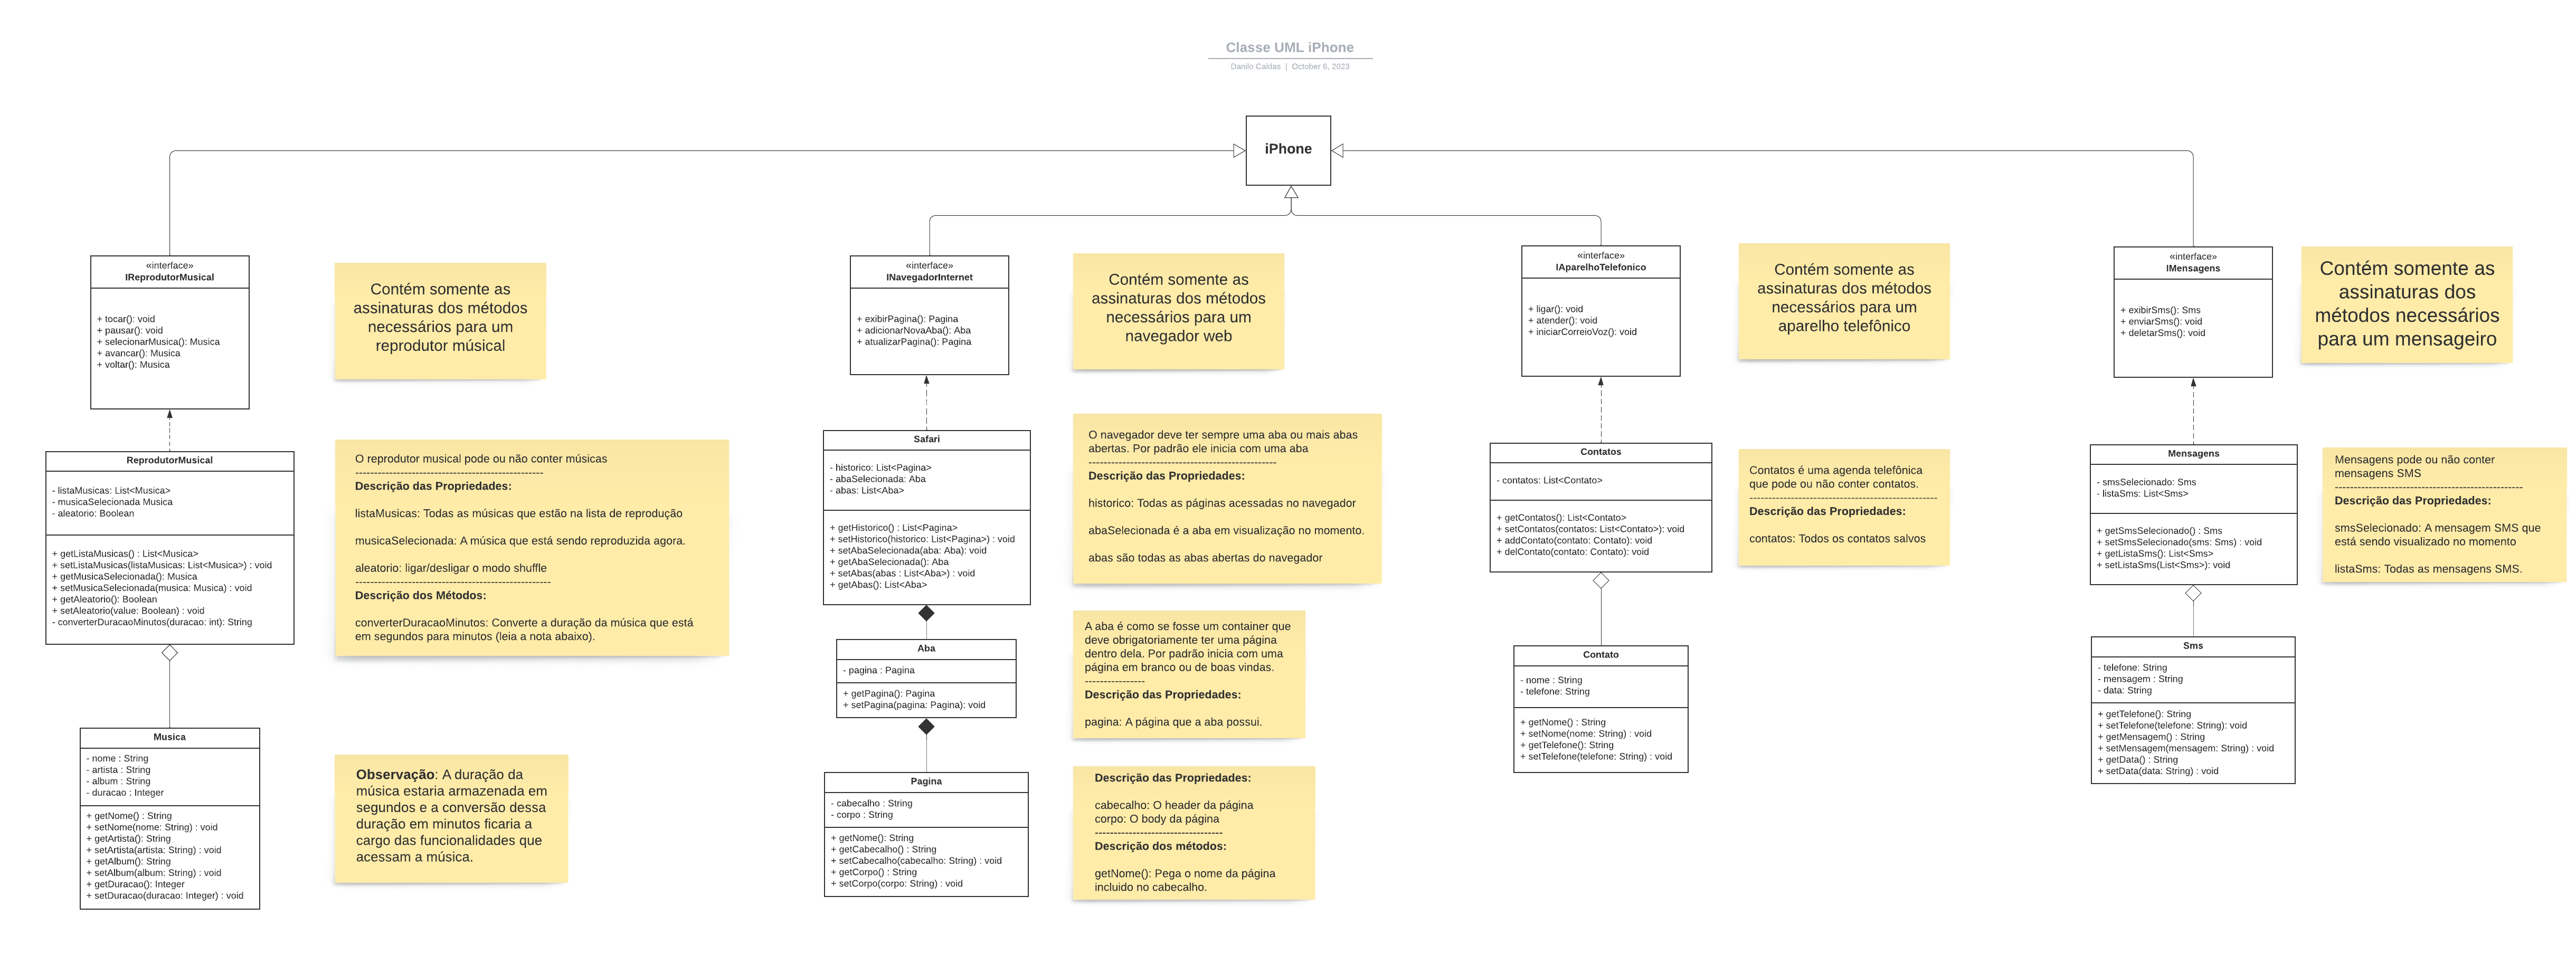 Classe UML iPhone
Danilo Caldas | October 6, 2023
iPhone
«interface»
IReprodutorMusical
+ tocar(): void
+ pausar(): void
+ selecionarMusica(): Musica
+ avancar(): Musica
+ voltar(): Musica
Contém somente as
assinaturas dos métodos
necessários para um
reprodutor músical
ReprodutorMusical
- listaMusicas: List<Musica>
- musicaSelecionada Musica
- aleatorio: Boolean
+ getListaMusicas() : List<Musica>
+ setListaMusicas(listaMusicas: List<Musica>) : void
+ getMusicaSelecionada(): Musica
+ setMusicaSelecionada(musica: Musica) : void
+ getAleatorio(): Boolean
+ setAleatorio(value: Boolean) : void
- converterDuracaoMinutos(duracao: int): String
O reprodutor musical pode ou não conter músicas
--------------------------------------------------
Descrição das Propriedades:
listaMusicas: Todas as músicas que estão na lista de reprodução
musicaSelecionada: A música que está sendo reproduzida agora.
aleatorio: ligar/desligar o modo shuffle
----------------------------------------------------
Descrição dos Métodos:
converterDuracaoMinutos: Converte a duração da música que está
em segundos para minutos (leia a nota abaixo).
Musica
- nome : String
- artista : String
- album : String
- duracao : Integer
+ getNome() : String
+ setNome(nome: String) : void
+ getArtista(): String
+ setArtista(artista: String) : void
+ getAlbum(): String
+ setAlbum(album: String) : void
+ getDuracao(): Integer
+ setDuracao(duracao: Integer) : void
Observação: A duração da
música estaria armazenada em
segundos e a conversão dessa
duração em minutos ficaria a
cargo das funcionalidades que
acessam a música.
«interface»
INavegadorInternet
+ exibirPagina(): Pagina
+ adicionarNovaAba(): Aba
+ atualizarPagina(): Pagina
Contém somente as
assinaturas dos métodos
necessários para um
navegador web
Safari
- historico: List<Pagina>
- abaSelecionada: Aba
- abas: List<Aba>
+ getHistorico() : List<Pagina>
+ setHistorico(historico: List<Pagina>) : void
+ setAbaSelecionada(aba: Aba): void
+ getAbaSelecionada(): Aba
+ setAbas(abas : List<Aba>) : void
+ getAbas(): List<Aba>
O navegador deve ter sempre uma aba ou mais abas
abertas. Por padrão ele inicia com uma aba
--------------------------------------------------
Descrição das Propriedades:
historico: Todas as páginas acessadas no navegador
abaSelecionada é a aba em visualização no momento.
abas são todas as abas abertas do navegador
Aba
- pagina : Pagina
+ getPagina(): Pagina
+ setPagina(pagina: Pagina): void
A aba é como se fosse um container que
deve obrigatoriamente ter uma página
dentro dela. Por padrão inicia com uma
página em branco ou de boas vindas.
----------------
Descrição das Propriedades:
pagina: A página que a aba possui.
Pagina
- cabecalho : String
- corpo : String
+ getNome(): String
+ getCabecalho() : String
+ setCabecalho(cabecalho: String) : void
+ getCorpo() : String
+ setCorpo(corpo: String) : void
Descrição das Propriedades:
cabecalho: O header da página
corpo: O body da página
----------------------------------
Descrição dos métodos:
getNome(): Pega o nome da página
incluido no cabecalho.
«interface»
IAparelhoTelefonico
+ ligar(): void
+ atender(): void
+ iniciarCorreioVoz(): void
Contém somente as
assinaturas dos métodos
necessários para um
aparelho telefônico
Contatos
- contatos: List<Contato>
+ getContatos(): List<Contato>
+ setContatos(contatos: List<Contato>): void
+ addContato(contato: Contato): void
+ delContato(contato: Contato): void
Contatos é uma agenda telefônica
que pode ou não conter contatos.
--------------------------------------------------
Descrição das Propriedades:
contatos: Todos os contatos salvos
Contato
- nome : String
- telefone: String
+ getNome() : String
+ setNome(nome: String) : void
+ getTelefone(): String
+ setTelefone(telefone: String) : void
«interface»
IMensagens
+ exibirSms(): Sms
+ enviarSms(): void
+ deletarSms(): void
Contém somente as
assinaturas dos
métodos necessários
para um mensageiro
Mensagens
- smsSelecionado: Sms
- listaSms: List<Sms>
+ getSmsSelecionado() : Sms
+ setSmsSelecionado(sms: Sms) : void
+ getListaSms(): List<Sms>
+ setListaSms(List<Sms>): void
Mensagens pode ou não conter
mensagens SMS
--------------------------------------------------
Descrição das Propriedades:
smsSelecionado: A mensagem SMS que
está sendo visualizado no momento
listaSms: Todas as mensagens SMS.
Sms
- telefone: String
- mensagem : String
- data: String
+ getTelefone(): String
+ setTelefone(telefone: String): void
+ getMensagem() : String
+ setMensagem(mensagem: String) : void
+ getData() : String
+ setData(data: String) : void